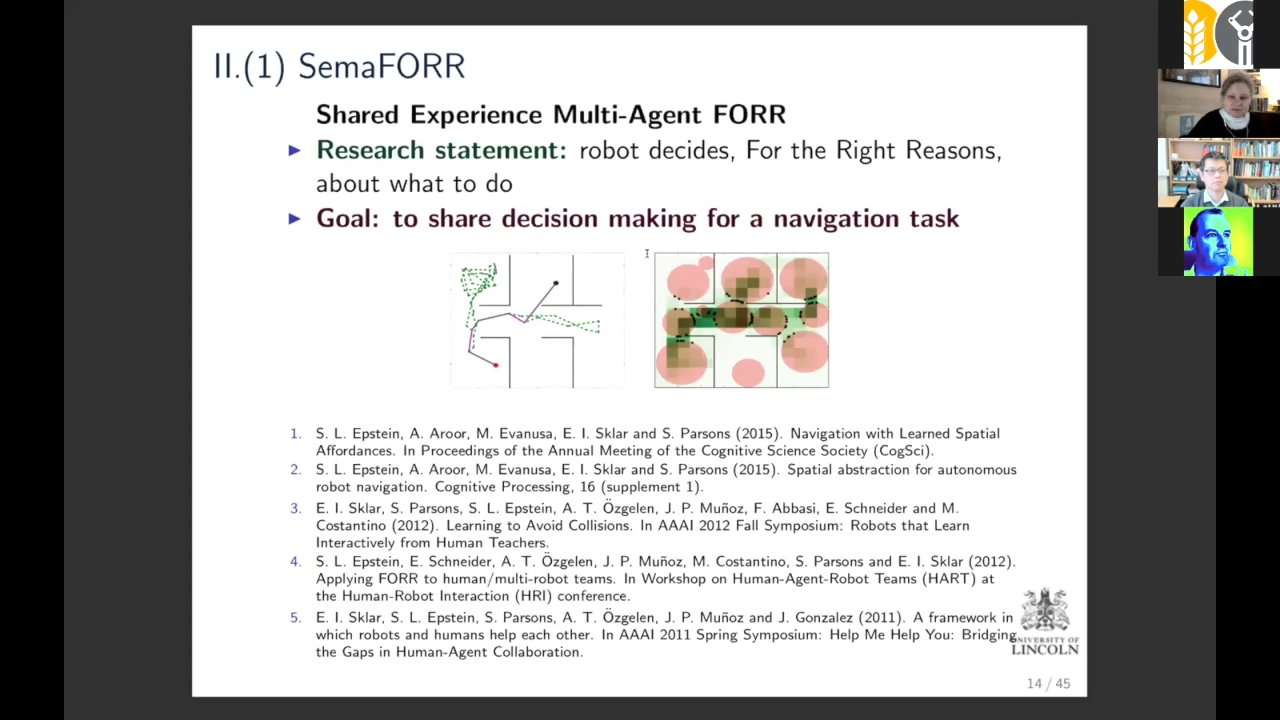 II.(1) SemaFORR
Shared Experience Multi-Agent FORR
▶ Research statement: robot decides, For the Right Reasons,
about what to do
▶ Goal: to share decision making for a navigation task
1. S. L. Epstein, A. Aroor, M. Evanusa, E. I. Sklar and S. Parsons (2015). Navigation with Learned Spatial
Affordances. In Proceedings of the Annual Meeting of the Cognitive Science Society (CogSci).
2. S. L. Epstein, A. Aroor, M. Evanusa, E. I. Sklar and S. Parsons (2015). Spatial abstraction for autonomous
robot navigation. Cognitive Processing, 16 (supplement 1).
3. E. I. Sklar, S. Parsons, S. L. Epstein, A. T. Özgelen, J. P. Muñoz, F. Abbasi, E. Schneider and M.
Costantino (2012). Learning to Avoid Collisions. In AAAI 2012 Fall Symposium: Robots that Learn
Interactively from Human Teachers.
4. S. L. Epstein, E. Schneider, A. T. Özgelen, J. P. Muñoz, M. Costantino, S. Parsons and E. I. Sklar (2012).
Applying FORR to human/multi-robot teams. In Workshop on Human-Agent-Robot Teams (HART) at
the Human-Robot Interaction (HRI) conference.
5. E. I. Sklar, S. L. Epstein, S. Parsons, A. T. Özgelen, J. P. Muñoz and J. Gonzalez (2011). A framework in
which robots and humans help each other. In AAAI 2011 Spring Symposium: Help Me Help You: Bridging
the Gaps in Human-Agent Collaboration.
UNIVERSITY OF
LINCOLN
14 / 45